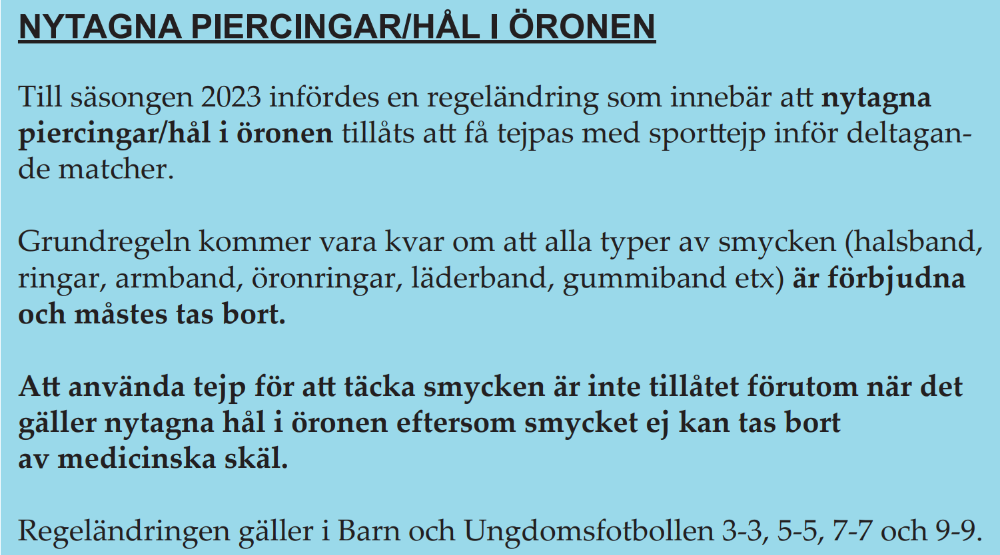 NYTAGNA PIERCINGAR/HÅL I ÖRONEN
Till säsongen 2023 infördes en regeländring som innebär att nytagna
piercingar/hål i öronen tillåts att få tejpas med sporttejp inför deltagan-
de matcher.
Grundregeln kommer vara kvar om att alla typer av smycken (halsband,
ringar, armband, öronringar, läderband, gummiband etx) är förbjudna
och måstes tas bort.
Att använda tejp för att täcka smycken är inte tillåtet förutom när det
gäller nytagna hål i öronen eftersom smycket ej kan tas bort
av medicinska skäl.
Regeländringen gäller i Barn och Ungdomsfotbollen 3-3, 5-5, 7-7 och 9-9.